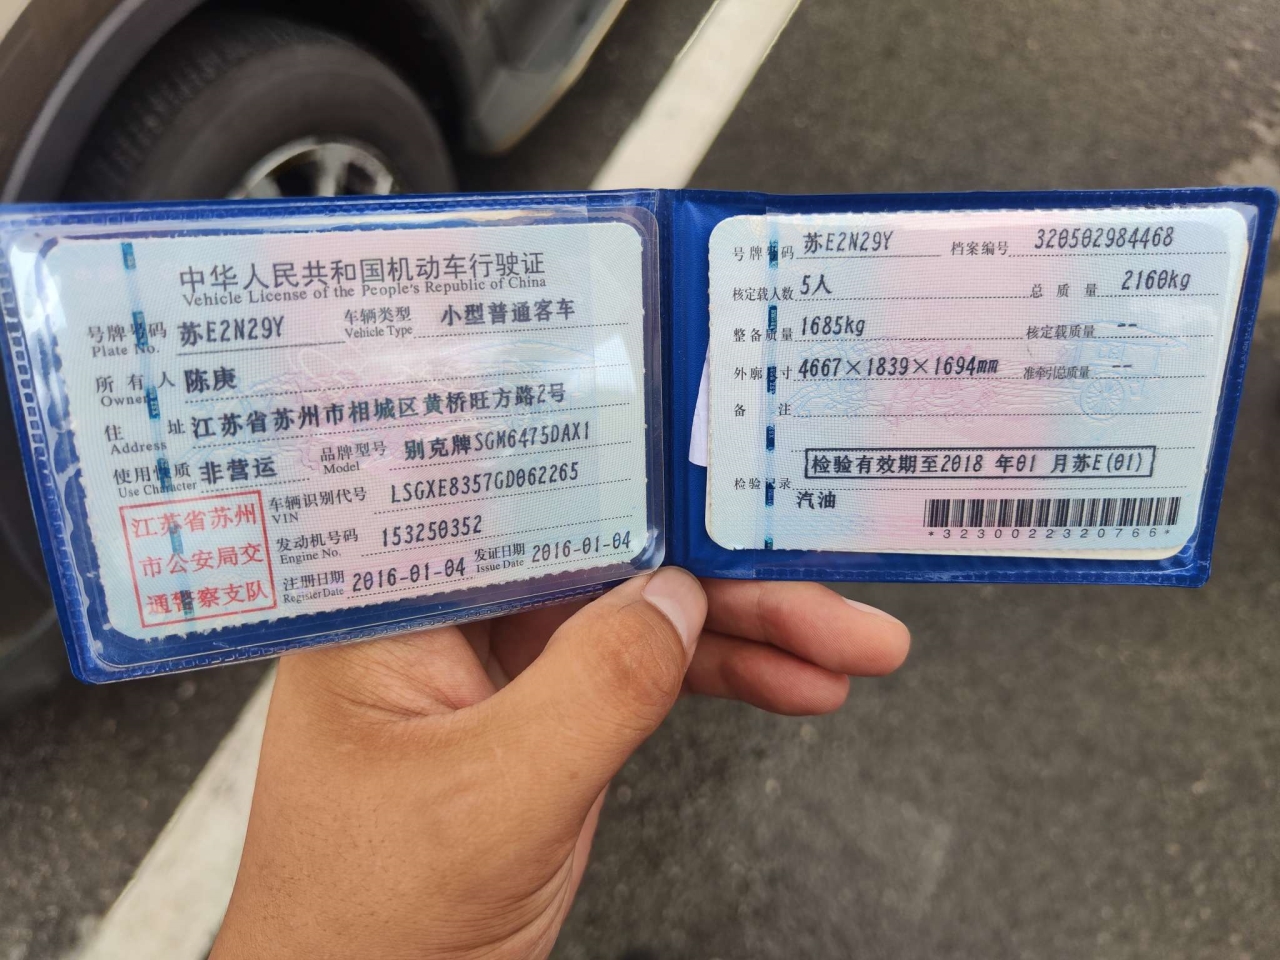 中华人民共和国机动车行驶证
Vehicle License of the People's Republic of China
号牌号码 苏E2N29Y 车辆类型 小型普通客车
Plate No. Vehicle Type
所有人 陈庚
Owner
住址 江苏省苏州市相城区黄桥旺方路2号
Address
使用性质 非营运 品牌型号 别克牌SGM6475DAX1
Use Character Model
江苏省苏州
市公安局交
通警察支队
车辆识别代号 LSGXE8357GD062265
VIN
发动机号码 153250352
Engine No.
注册日期 2016-01-04 发证日期 2016-01-04
Register Date Issue Date
号牌号码 苏E2N29Y 档案编号 320502984468
核定载人数 5人 总质量 2160kg
整备质量 1685kg 核定载质量 --
外廓尺寸 4667×1839×1694mm 准牵引总质量 --
备注
检验有效期至2018 年01 月苏E(01)
检验记录
汽油
*3230022320766*